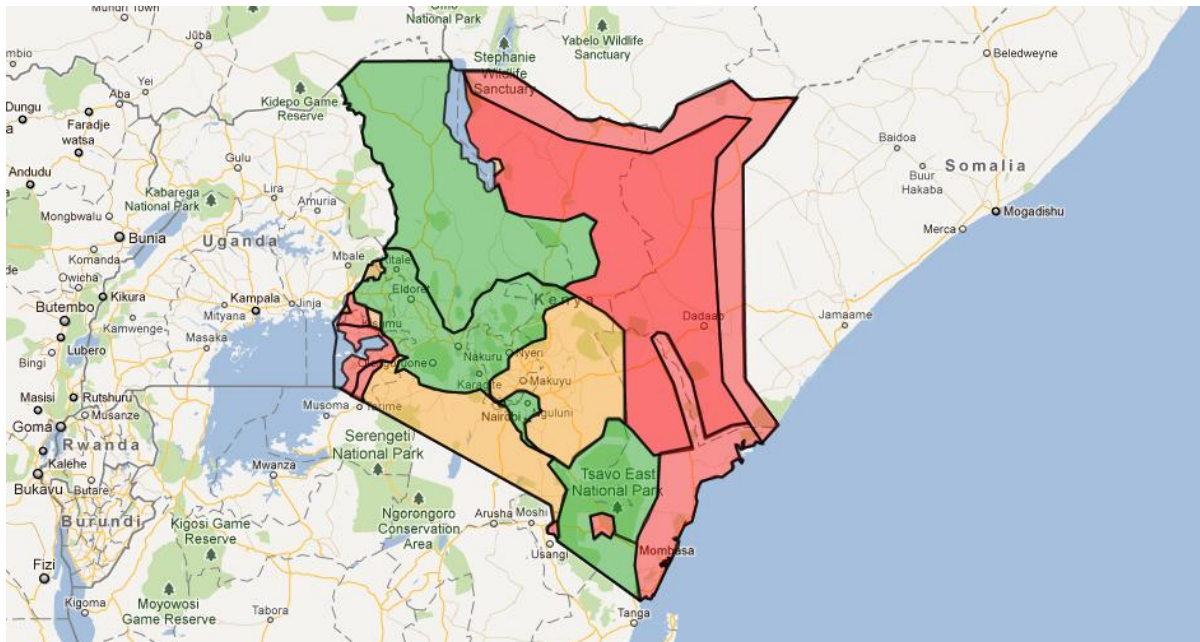 Mundri Town
Omo
National Park
Jūbā
Stephanie
Wildlife
Sanctuary
Yabelo Wildlife
Sanctuary
Beledweyne
Yei
Kidepo Game
Reserve
Aba
Dungu
Faradje
watsa
Baidoa
Buur
Hakaba
Somalia
Andudu
Gulu
Lira
Kabarega
National Park
Amuria
Mongbwalu
Mogadishu
Merca
Bunia
Uganda
Komanda
Mbale
Kitale
Owicha
Kikura
Eldoret
Kenya
Butembo
Kampala
Jinja
Mityana
Kisumu
Dadaab
Jamaame
Kamwenge
Masaka
Lubero
Bingi
Nakuru
Nyeri
Karatite
Makuyu
Masisi
Rutshuru
Musanze
Musoma
Tarime
Nairobi
Nguluni
Goma
Serengeti
National Park
Rwanda
Kalehe
Mwanza
Tsavo East
National Park
Bukavu
Butare
Ngorongoro
Conservation
Area
Arusha
Moshi
Burundi
Kigosi Game
Reserve
Usangi
Mombasa
Fizi
Moyowosi
Game Reserve
Kigoma
Tabora
Tanga